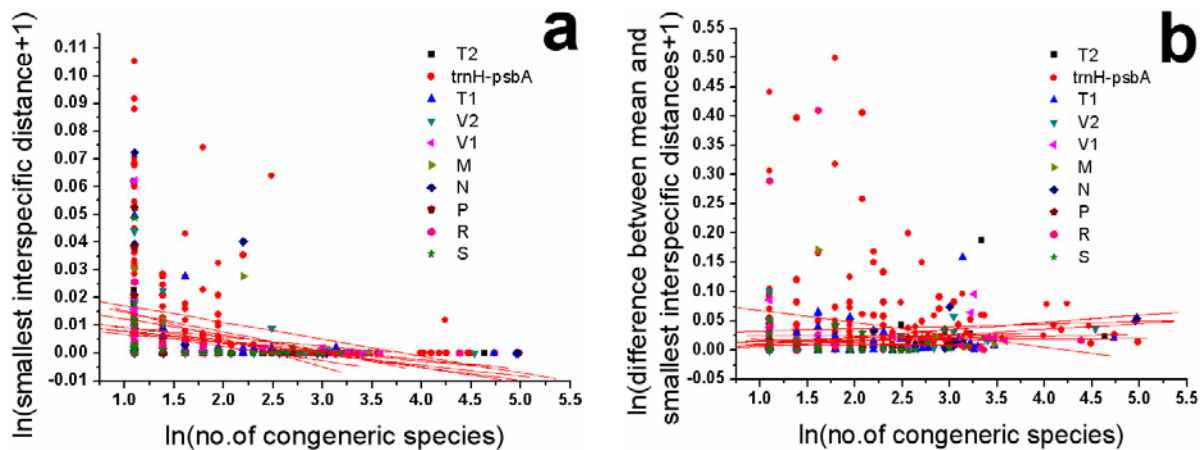 a
ln(smallest interspecific distance+1)
0.11
0.10
0.09
0.08
0.07
0.06
0.05
0.04
0.03
0.02
0.01
0.00
-0.01
T2
trnH-psbA
T1
V2
V1
M
N
P
R
S
1.0 1.5 2.0 2.5 3.0 3.5 4.0 4.5 5.0 5.5
ln(no.of congeneric species)
b
ln(difference between mean and
smallest interspecific distances+1)
0.55
0.50
0.45
0.40
0.35
0.30
0.25
0.20
0.15
0.10
0.05
0.00
-0.05
T2
trnH-psbA
T1
V2
V1
M
N
P
R
S
1.0 1.5 2.0 2.5 3.0 3.5 4.0 4.5 5.0 5.5
ln(no.of congeneric species)